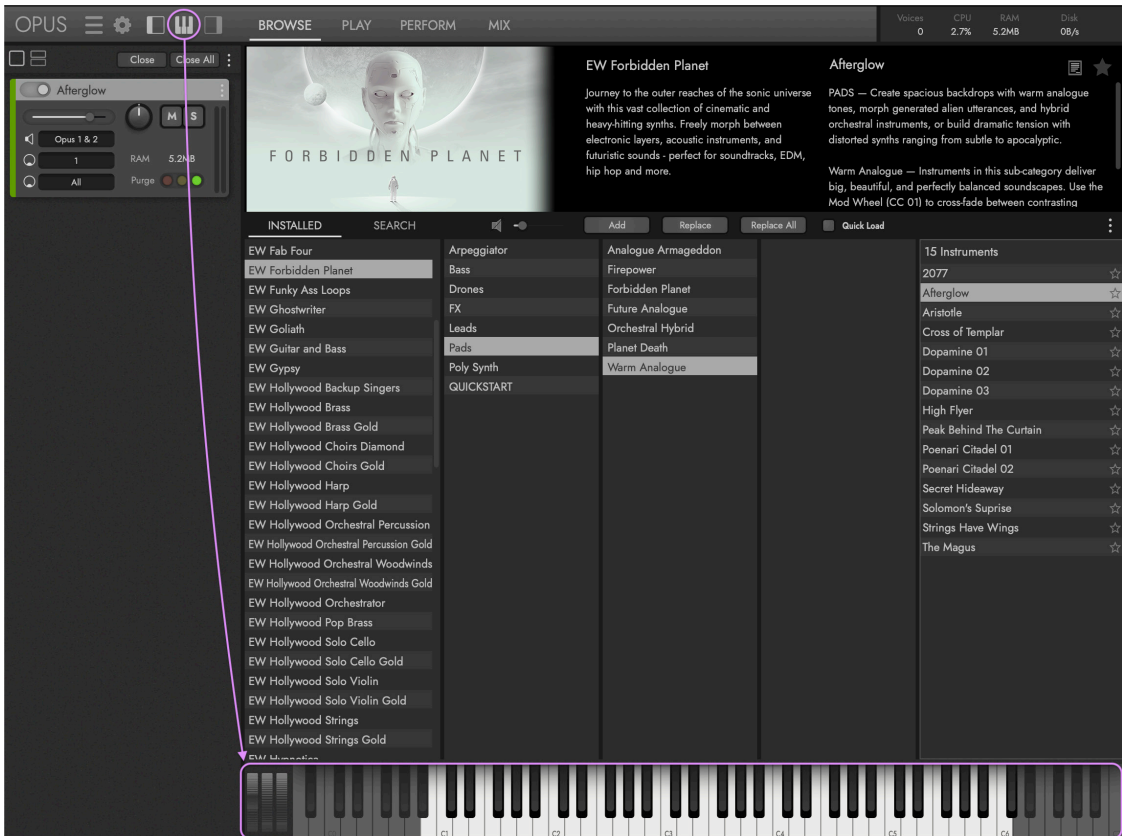 OPUS
BROWSE
PLAY
PERFORM
MIX
Voices
0
CPU
2.7%
RAM
5.2MB
Disk
0B/s
Close
Close All
Afterglow
M
S
Opus 1 & 2
1
RAM
5.2MB
All
Purge
FORBIDDEN PLANET
EW Forbidden Planet
Journey to the outer reaches of the sonic universe
with this vast collection of cinematic and
heavy-hitting synths. Freely morph between
electronic layers, acoustic instruments, and
futuristic sounds - perfect for soundtracks, EDM,
hip hop and more.
Afterglow
PADS — Create spacious backdrops with warm analogue
tones, morph generated alien utterances, and hybrid
orchestral instruments, or build dramatic tension with
distorted synths ranging from subtle to apocalyptic.
Warm Analogue — Instruments in this sub-category deliver
big, beautiful, and perfectly balanced soundscapes. Use the
Mod Wheel (CC 01) to cross-fade between contrasting
INSTALLED
SEARCH
Add
Replace
Replace All
Quick Load
EW Fab Four
EW Forbidden Planet
EW Funky Ass Loops
EW Ghostwriter
EW Goliath
EW Guitar and Bass
EW Gypsy
EW Hollywood Backup Singers
EW Hollywood Brass
EW Hollywood Brass Gold
EW Hollywood Choirs Diamond
EW Hollywood Choirs Gold
EW Hollywood Harp
EW Hollywood Harp Gold
EW Hollywood Orchestral Percussion
EW Hollywood Orchestral Percussion Gold
EW Hollywood Orchestral Woodwinds
EW Hollywood Orchestral Woodwinds Gold
EW Hollywood Orchestrator
EW Hollywood Pop Brass
EW Hollywood Solo Cello
EW Hollywood Solo Cello Gold
EW Hollywood Solo Violin
EW Hollywood Solo Violin Gold
EW Hollywood Strings
EW Hollywood Strings Gold
EW Hypnotica
Arpeggiator
Bass
Drones
FX
Leads
Pads
Poly Synth
QUICKSTART
Analogue Armageddon
Firepower
Forbidden Planet
Future Analogue
Orchestral Hybrid
Planet Death
Warm Analogue
15 Instruments
2077
Afterglow
Aristotle
Cross of Templar
Dopamine 01
Dopamine 02
Dopamine 03
High Flyer
Peak Behind The Curtain
Poenari Citadel 01
Poenari Citadel 02
Secret Hideaway
Solomon's Suprise
Strings Have Wings
The Magus
C1
C2
C3
C4
C5
C6